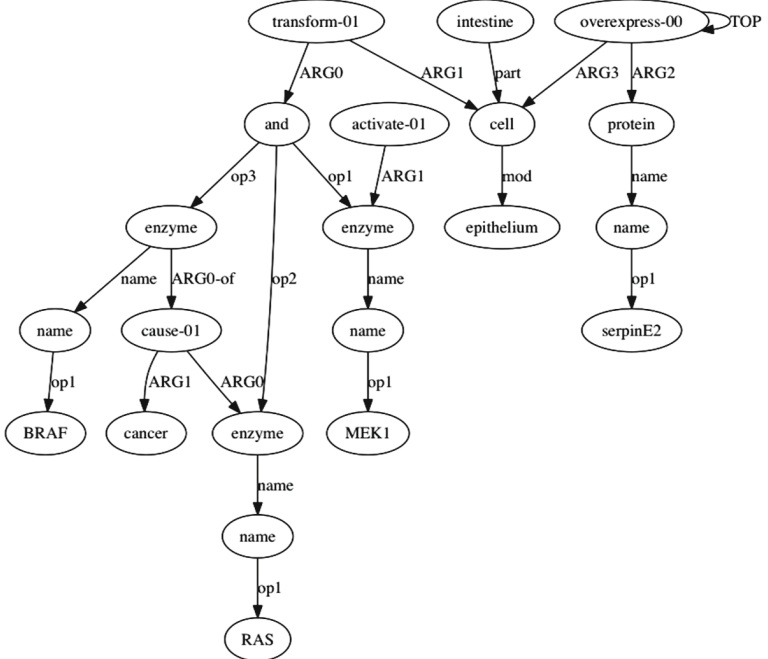 transform-01 intestine overexpress-00 TOP
ARG0 ARG1 part ARG3 ARG2
and activate-01 cell protein
op3 op1 ARG1 mod name
enzyme enzyme epithelium name
name ARG0-of op2 name op1
name cause-01 name serpinE2
op1 ARG1 ARG0 op1
BRAF cancer enzyme MEK1
name
name
op1
RAS